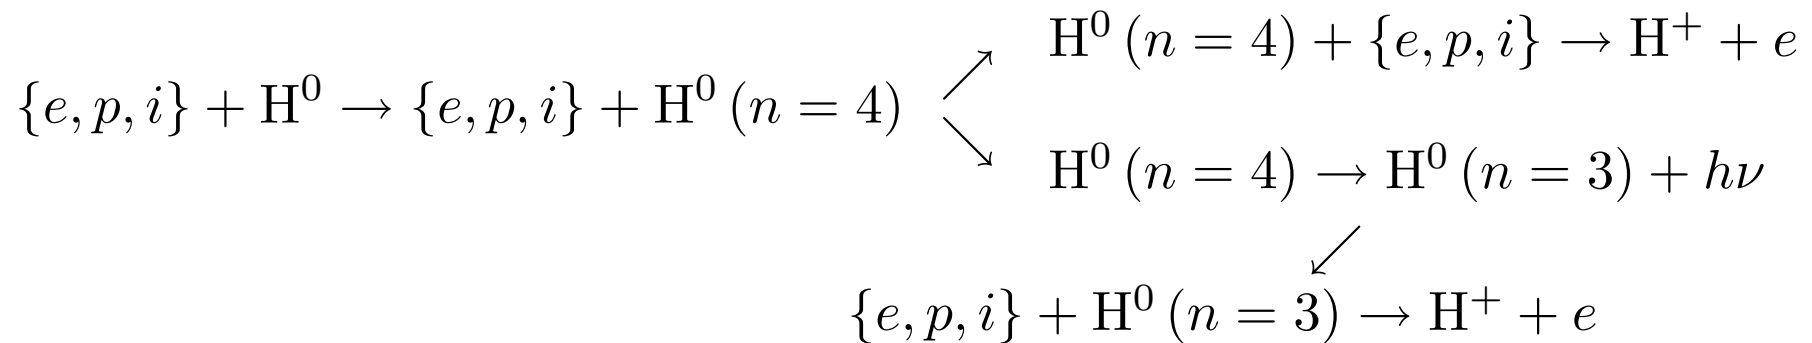 H⁰ (n = 4) + {e, p, i} → H⁺ + e
{e, p, i} + H⁰ → {e, p, i} + H⁰ (n = 4) ↗ ↘
H⁰ (n = 4) → H⁰ (n = 3) + hν
↙
{e, p, i} + H⁰ (n = 3) → H⁺ + e